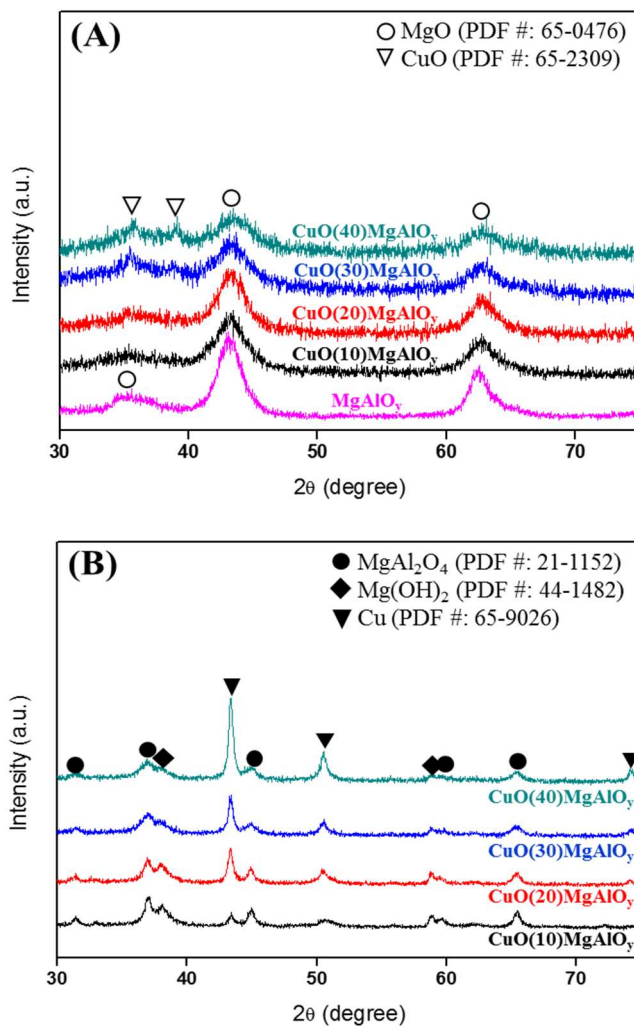 (A)
○ MgO (PDF #: 65-0476)
▽ CuO (PDF #: 65-2309)
Intensity (a.u.)
CuO(40)MgAlOy
CuO(30)MgAlOy
CuO(20)MgAlOy
CuO(10)MgAlOy
MgAlOy
30 40 50 60 70
2θ (degree)
(B)
● MgAl₂O₄ (PDF #: 21-1152)
◆ Mg(OH)₂ (PDF #: 44-1482)
▼ Cu (PDF #: 65-9026)
Intensity (a.u.)
CuO(40)MgAlOy
CuO(30)MgAlOy
CuO(20)MgAlOy
CuO(10)MgAlOy
30 40 50 60 70
2θ (degree)